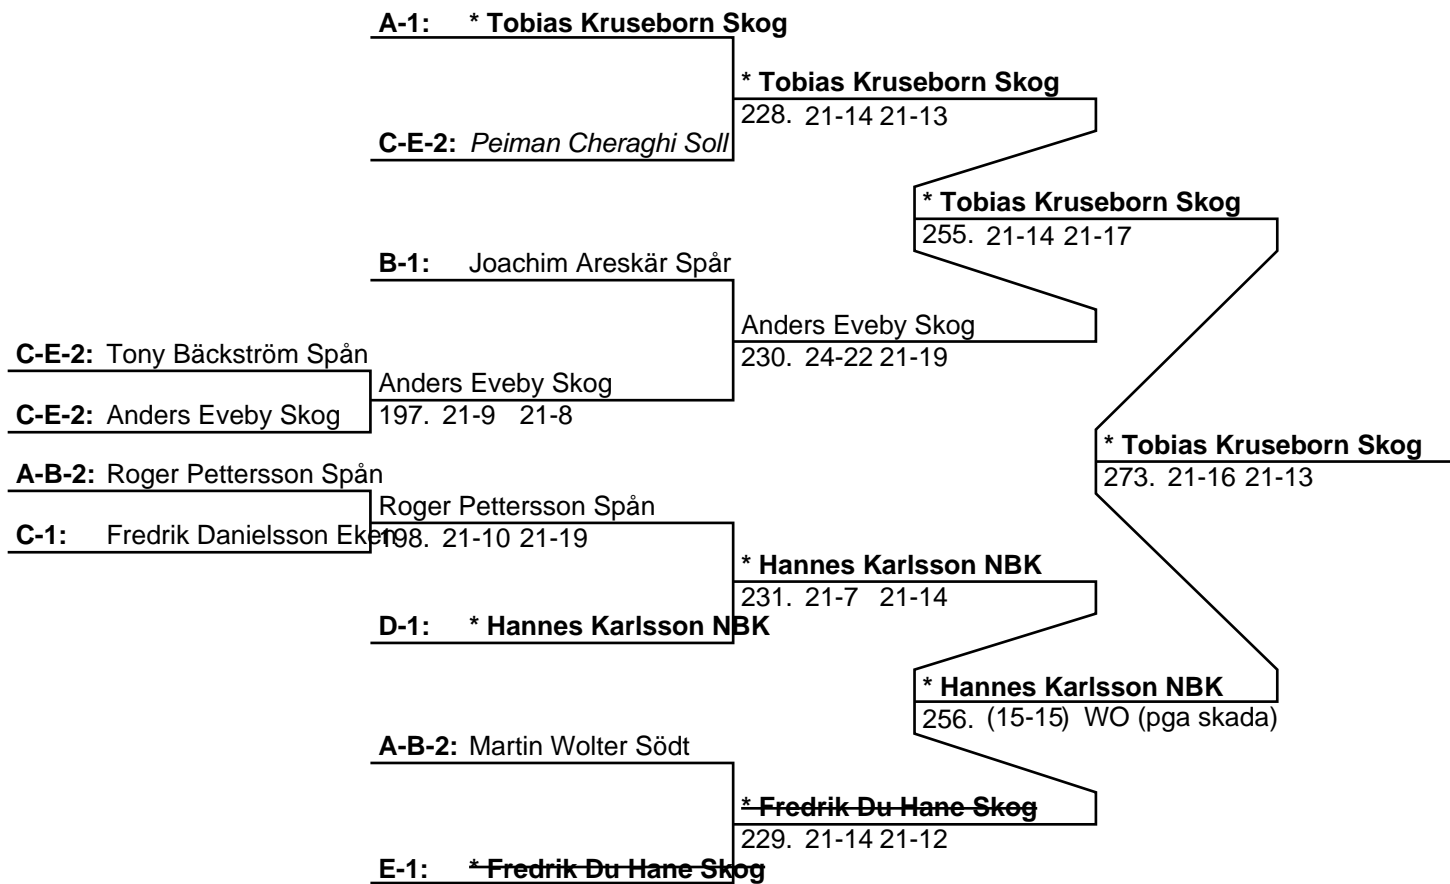 A-1: * Tobias Kruseborn Skog
* Tobias Kruseborn Skog
228. 21-14 21-13
C-E-2: Peiman Cheraghi Soll
* Tobias Kruseborn Skog
255. 21-14 21-17
B-1: Joachim Areskär Spår
Anders Eveby Skog
230. 24-22 21-19
C-E-2: Tony Bäckström Spån
Anders Eveby Skog
197. 21-9 21-8
C-E-2: Anders Eveby Skog
* Tobias Kruseborn Skog
273. 21-16 21-13
A-B-2: Roger Pettersson Spån
Roger Pettersson Spån
198. 21-10 21-19
C-1: Fredrik Danielsson Eken
* Hannes Karlsson NBK
231. 21-7 21-14
D-1: * Hannes Karlsson NBK
* Hannes Karlsson NBK
256. (15-15) WO (pga skada)
A-B-2: Martin Wolter Södt
* Fredrik Du Hane Skog
229. 21-14 21-12
E-1: * Fredrik Du Hane Skog